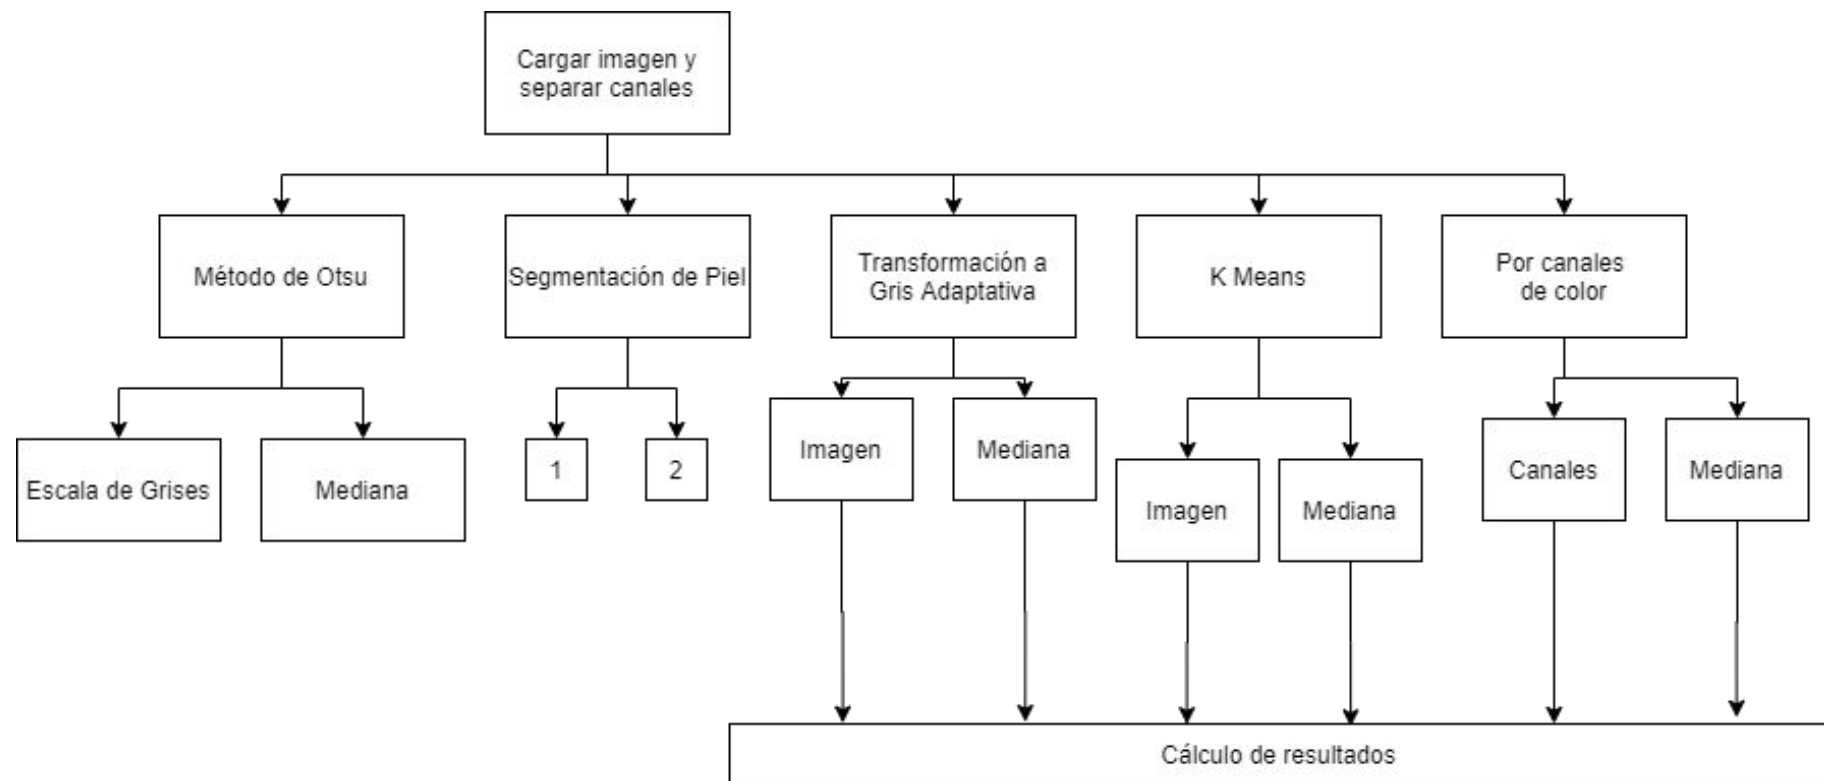 Cargar imagen y
separar canales
Método de Otsu
Segmentación de Piel
Transformación a
Gris Adaptativa
K Means
Por canales
de color
Escala de Grises
Mediana
1
2
Imagen
Mediana
Imagen
Mediana
Canales
Mediana
Cálculo de resultados